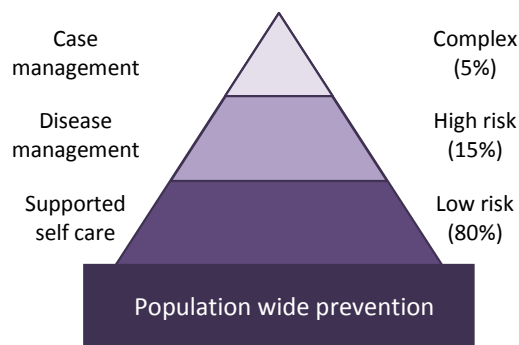 Case
management
Complex
(5%)
Disease
management
High risk
(15%)
Supported
self care
Low risk
(80%)
Population wide prevention